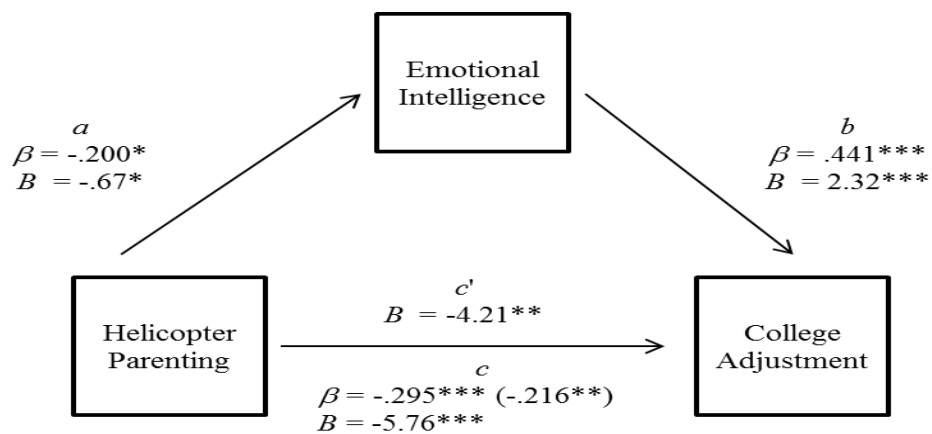 Emotional
Intelligence
a
β = -.200*
B = -.67*
b
β = .441***
B = 2.32***
Helicopter
Parenting
c'
B = -4.21**
c
β = -.295*** (-.216**)
B = -5.76***
College
Adjustment